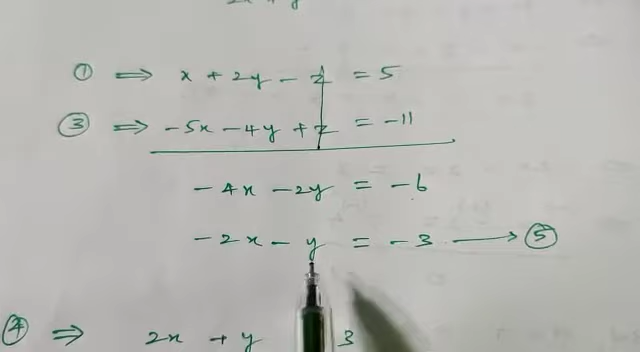 ① ⇒ x + 2y - z = 5
③ ⇒ -5x - 4y + z = -11
-4x - 2y = -6
-2x - y = -3 → ⑤
④ ⇒ 2x + y 3